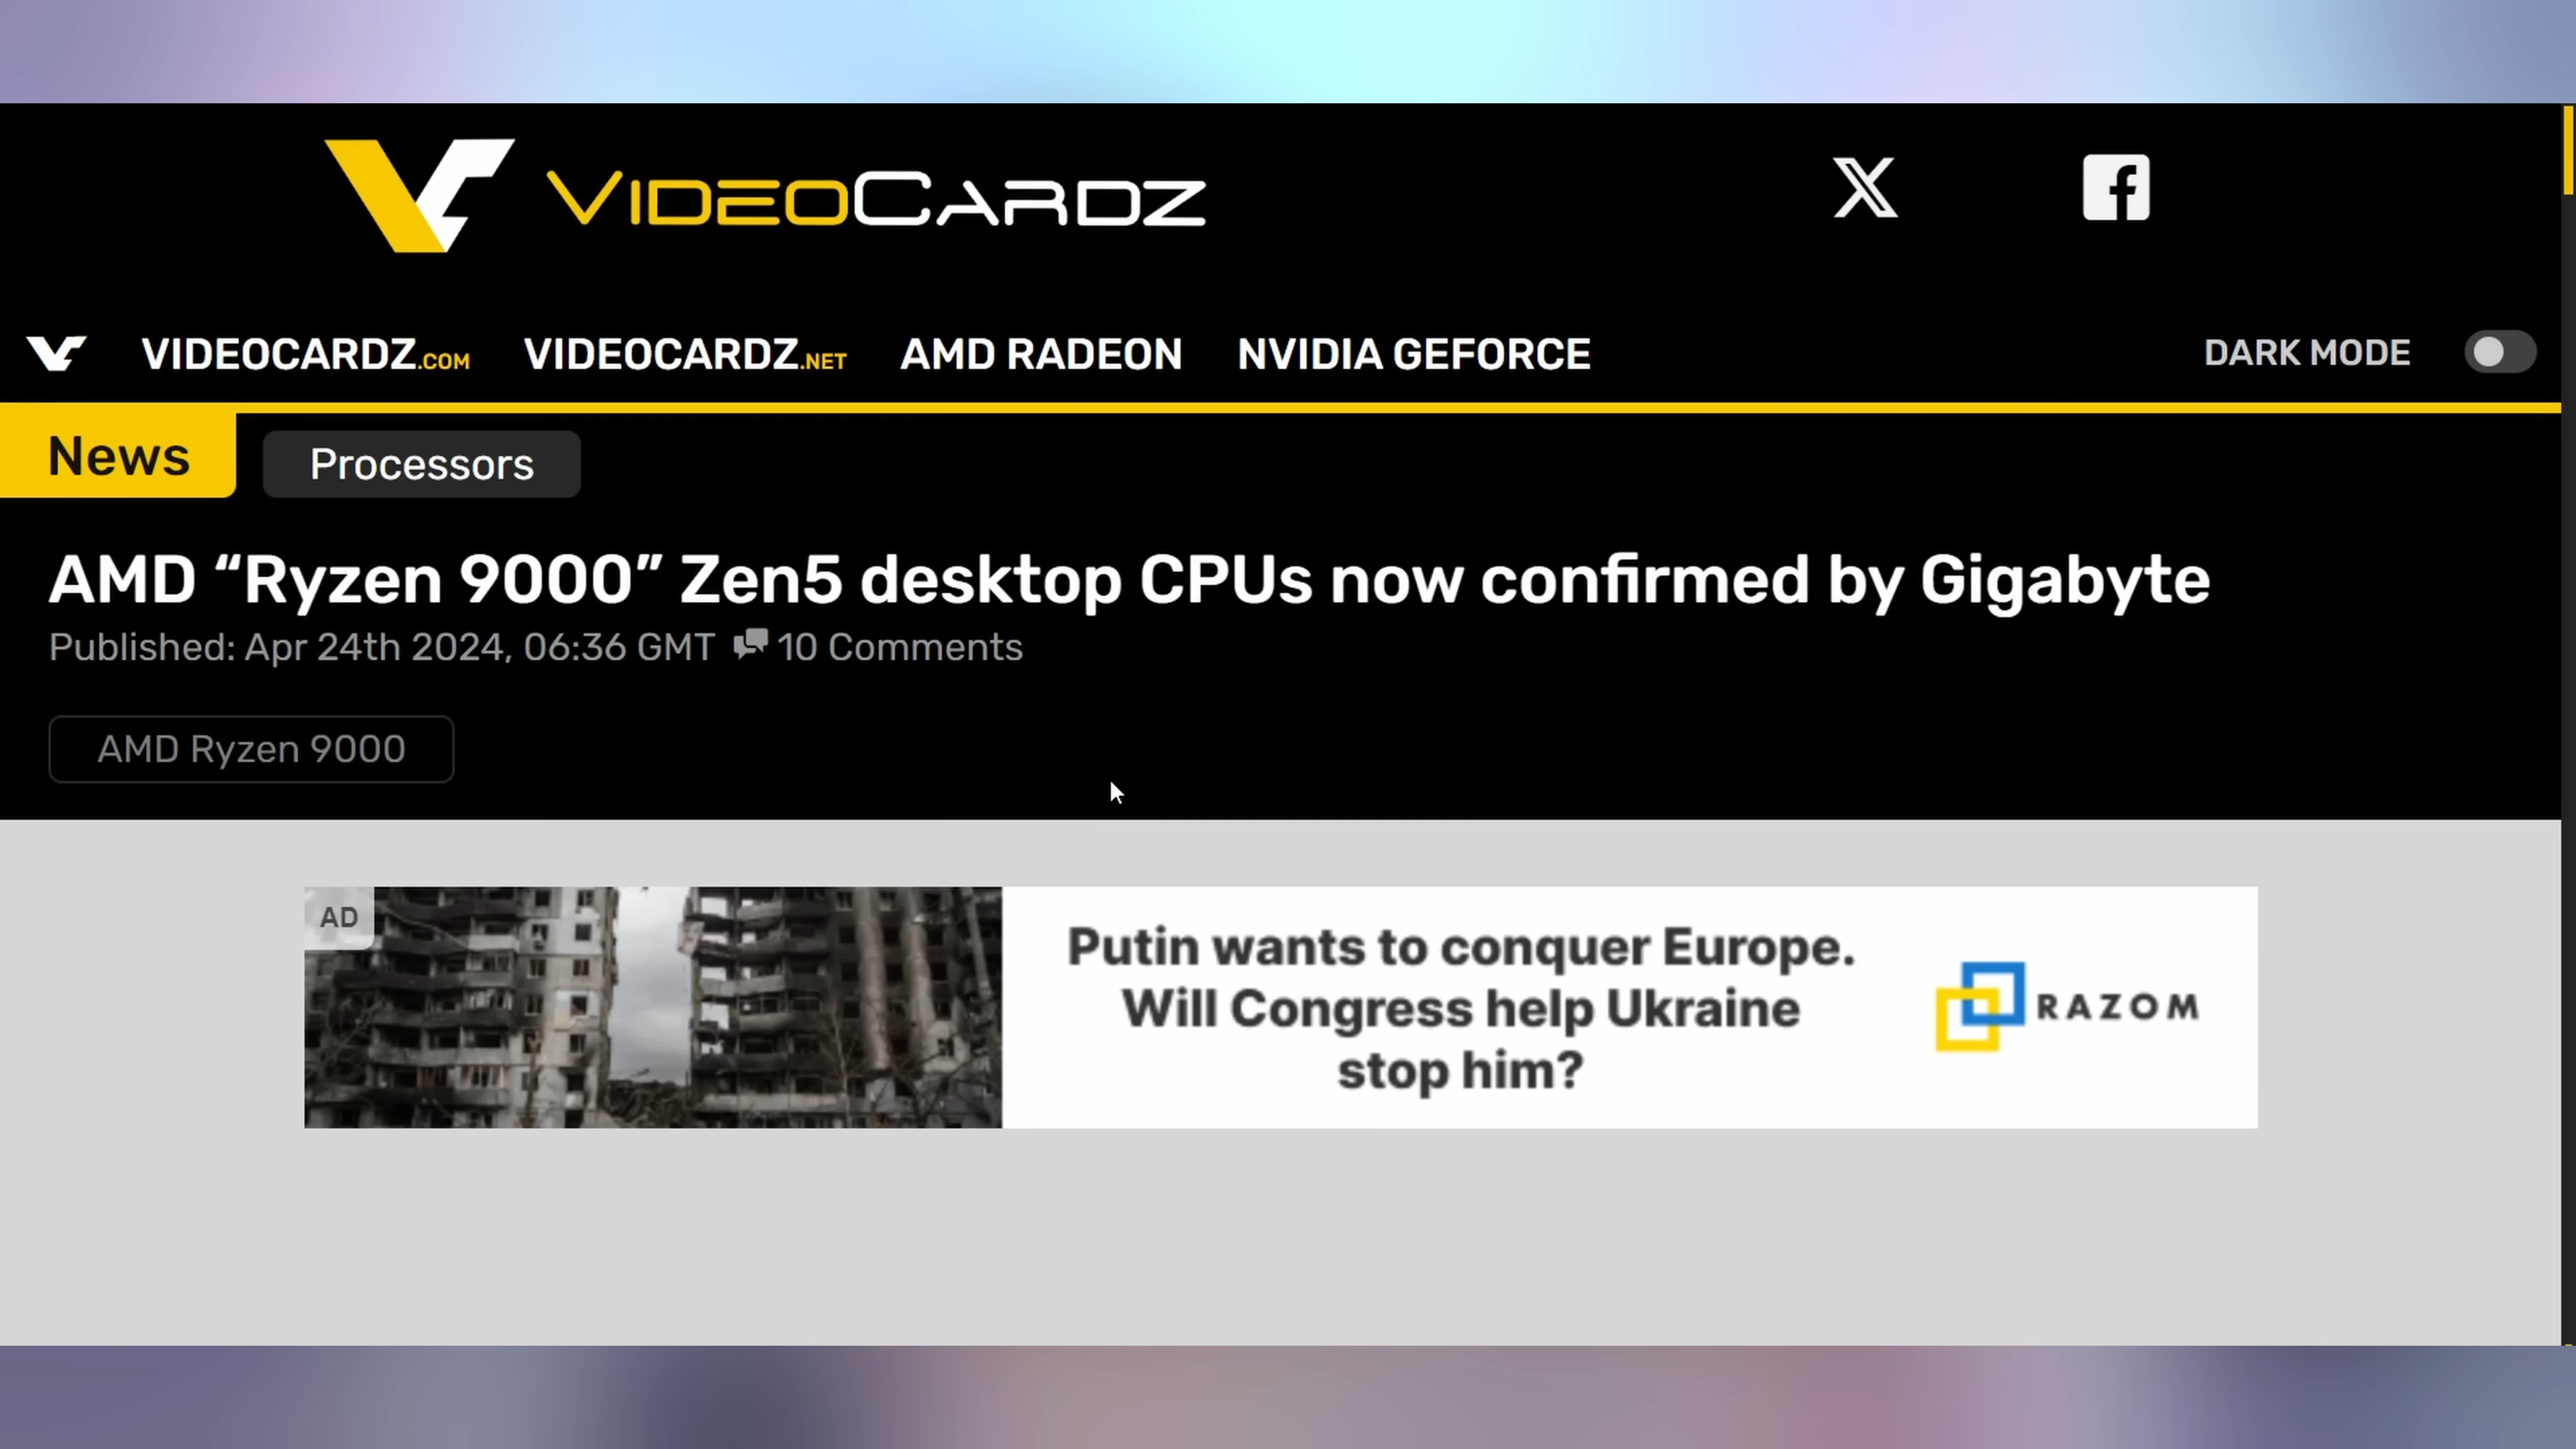 VIDEOCARDZ
VIDEOCARDZ.COM VIDEOCARDZ.NET AMD RADEON NVIDIA GEFORCE DARK MODE
News Processors
AMD “Ryzen 9000” Zen5 desktop CPUs now confirmed by Gigabyte
Published: Apr 24th 2024, 06:36 GMT 10 Comments
AMD Ryzen 9000
AD
Putin wants to conquer Europe.
Will Congress help Ukraine
stop him?
RAZOM